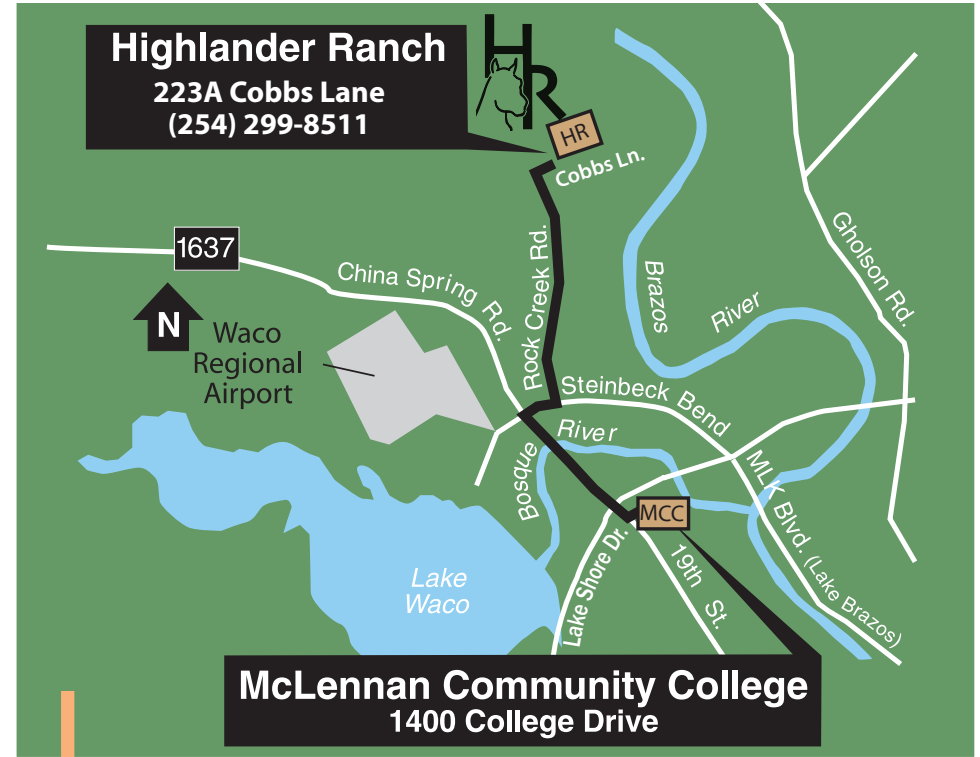 Highlander Ranch
223A Cobbs Lane
(254) 299-8511
HR
HR
Cobbs Ln.
1637
N
China Spring Rd.
Rock Creek Rd.
Brazos
River
Gholson Rd.
Waco
Regional
Airport
Steinbeck Bend
Bosque
River
MLK Blvd. (Lake Brazos)
MCC
Lake Shore Dr.
19th St.
Lake
Waco
McLennan Community College
1400 College Drive